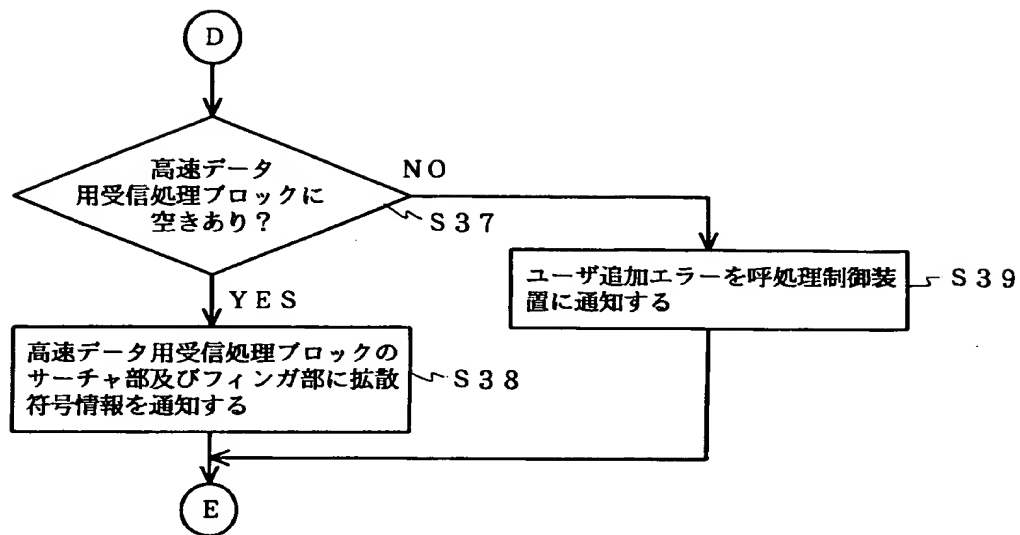 D
高速データ
用受信処理ブロックに
空きあり？
NO
S37
YES
ユーザ追加エラーを呼処理制御装
置に通知する
S39
高速データ用受信処理ブロックの
サーチャ部及びフィンガ部に拡散
符号情報を通知する
S38
E